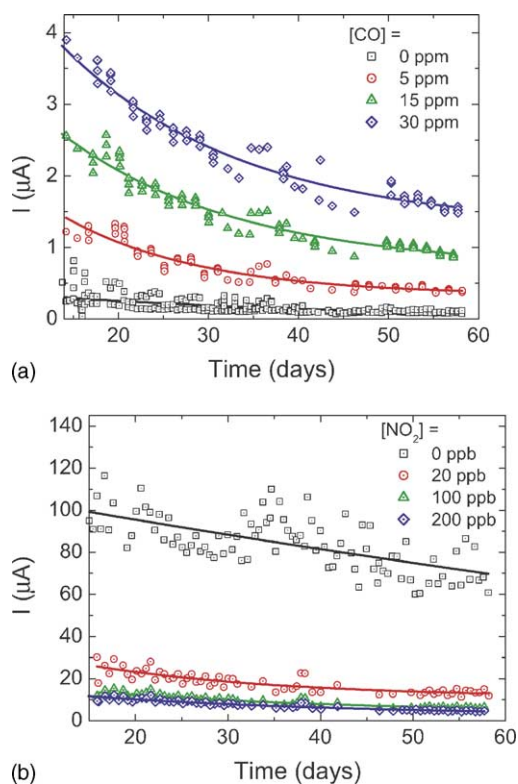 4
3
2
1
0
I (μA)
[CO] =
0 ppm
5 ppm
15 ppm
30 ppm
20 30 40 50 60
(a)
Time (days)
140
120
100
80
60
40
20
0
I (μA)
[NO₂] =
0 ppb
20 ppb
100 ppb
200 ppb
20 30 40 50 60
(b)
Time (days)